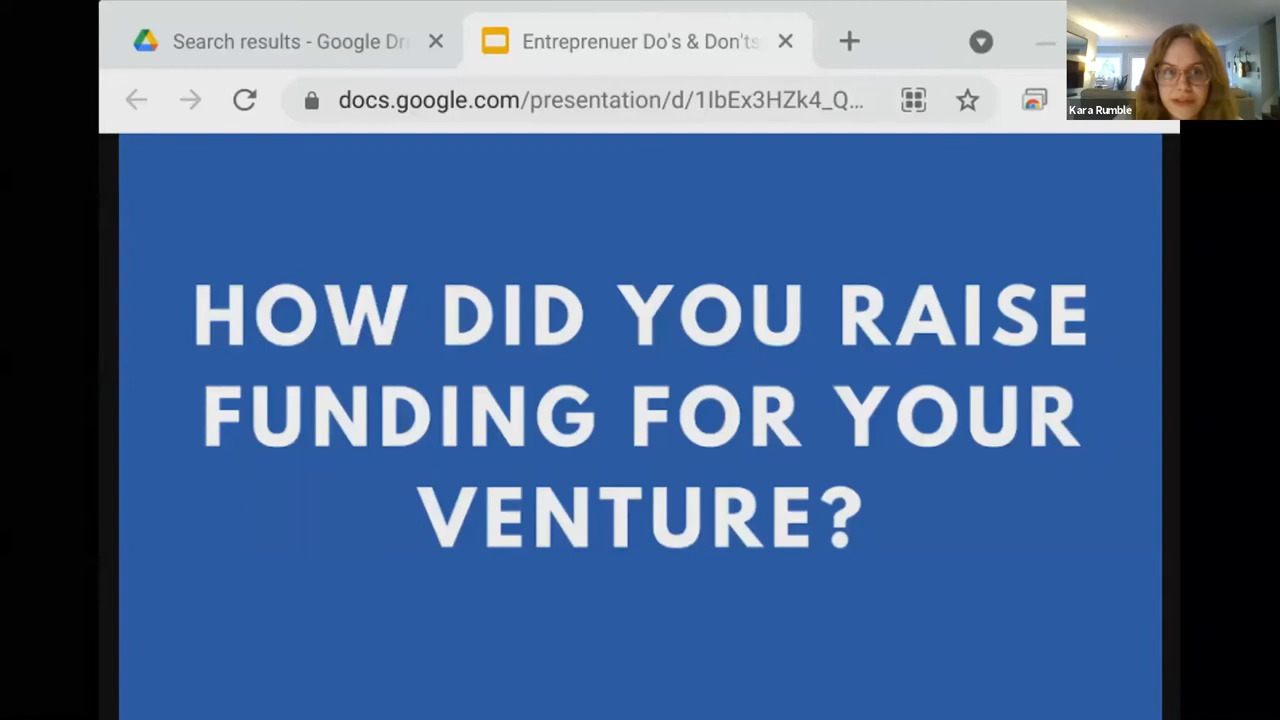 Search results - Google Dr
Entreprenuer Do's & Don'ts
docs.google.com/presentation/d/1IbEx3HZk4_Q...
Kara Rumble
HOW DID YOU RAISE
FUNDING FOR YOUR
VENTURE?